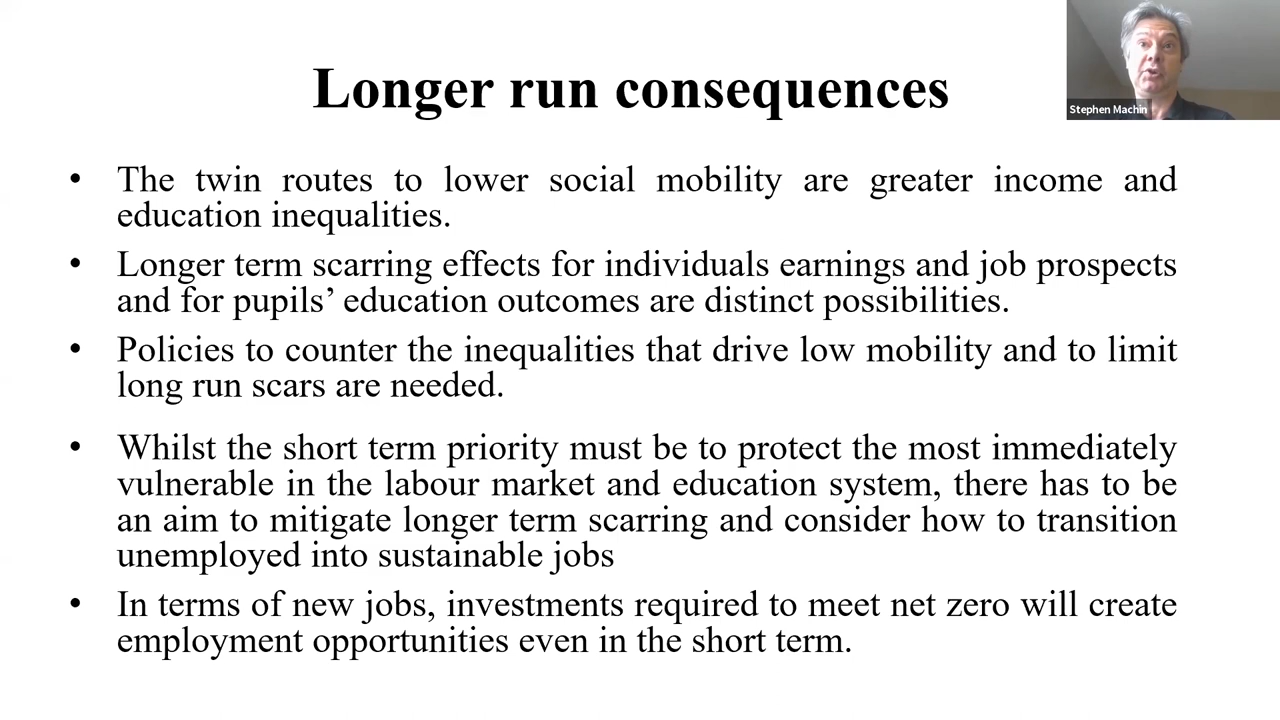 Longer run consequences
Stephen Machin
• The twin routes to lower social mobility are greater income and
education inequalities.
• Longer term scarring effects for individuals earnings and job prospects
and for pupils’ education outcomes are distinct possibilities.
• Policies to counter the inequalities that drive low mobility and to limit
long run scars are needed.
• Whilst the short term priority must be to protect the most immediately
vulnerable in the labour market and education system, there has to be
an aim to mitigate longer term scarring and consider how to transition
unemployed into sustainable jobs
• In terms of new jobs, investments required to meet net zero will create
employment opportunities even in the short term.